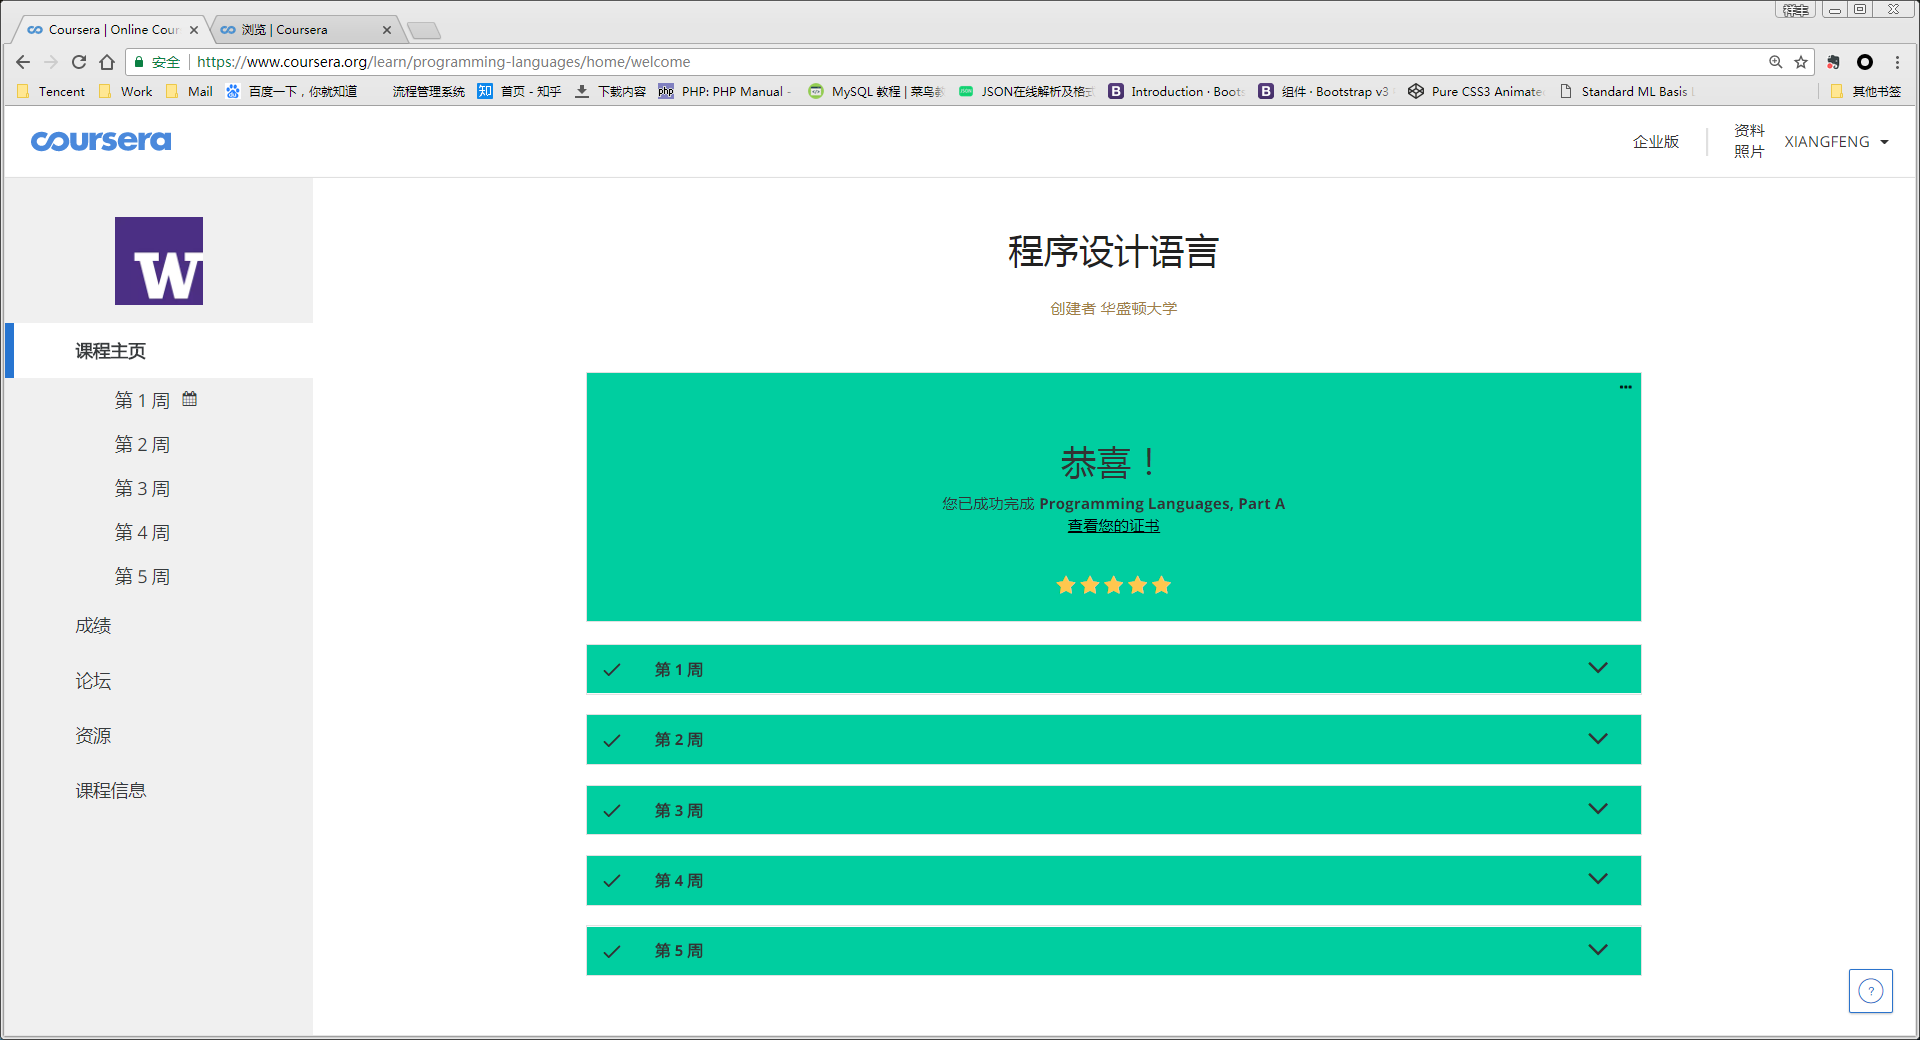 祥丰
Coursera | Online Cour
浏览 | Coursera
安全
https://www.coursera.org/learn/programming-languages/home/welcome
Tencent
Work
Mail
百度一下，你就知道
流程管理系统
知 首页 - 知乎
下载内容
php PHP: PHP Manual -
MySQL 教程 | 菜鸟
JSON在线解析及格式
B Introduction · Boots
B 组件 · Bootstrap v3
Pure CSS3 Animate
Standard ML Basis
其他书签
coursera
企业版
资料
照片
XIANGFENG
W
课程主页
第 1 周
第 2 周
第 3 周
第 4 周
第 5 周
成绩
论坛
资源
课程信息
程序设计语言
创建者 华盛顿大学
恭喜！
您已成功完成 Programming Languages, Part A
查看您的证书
第 1 周
第 2 周
第 3 周
第 4 周
第 5 周
?